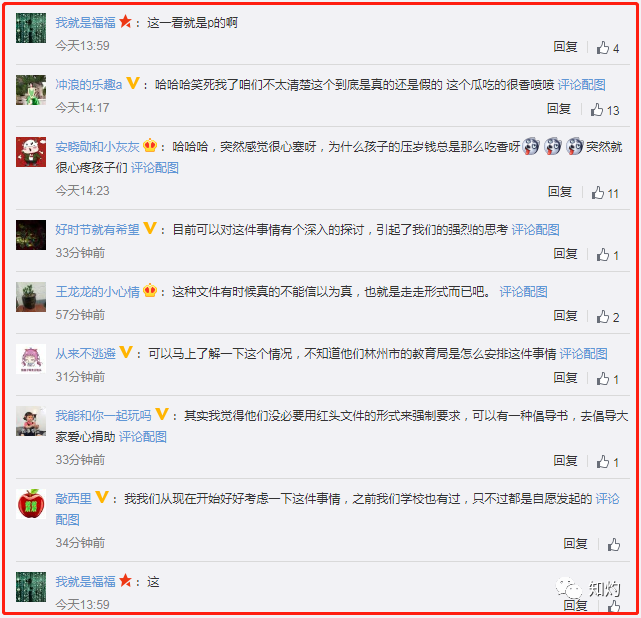 我就是福福 ： 这一看就是p的啊
今天13:59
回复 4
冲浪的乐趣a ： 哈哈哈笑死我了咱们不太清楚这个到底是真的还是假的 这个瓜吃的很香喷喷 评论配图
今天14:17
回复 13
安晓勋和小灰灰 ： 哈哈哈，突然感觉很心塞呀，为什么孩子的压岁钱总是那么吃香呀 突然就
很心疼孩子们 评论配图
今天14:23
回复 11
好时节就有希望 ： 目前可以对这件事情有个深入的探讨，引起了我们的强烈的思考 评论配图
33分钟前
回复 1
王龙龙的小心情 ： 这种文件有时候真的不能信以为真，也就是走走形式而已吧。 评论配图
57分钟前
回复 2
从来不逃避 ： 可以马上了解一下这个情况，不知道他们林州市的教育局是怎么安排这件事情 评论配图
31分钟前
回复 1
我能和你一起玩吗 ： 其实我觉得他们没必要用红头文件的形式来强制要求，可以有一种倡导书，去倡导大
家爱心捐助 评论配图
33分钟前
回复 1
敲西里 ： 我我们从现在开始好好考虑一下这件事情，之前我们学校也有过，只不过都是自愿发起的 评论
配图
34分钟前
回复
我就是福福 ： 这
今天13:59
回复
知灼